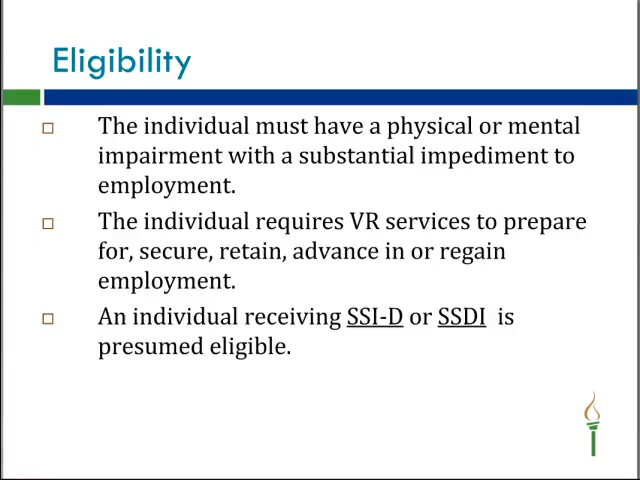 Eligibility
The individual must have a physical or mental
impairment with a substantial impediment to
employment.
The individual requires VR services to prepare
for, secure, retain, advance in or regain
employment.
An individual receiving SSI-D or SSDI is
presumed eligible.